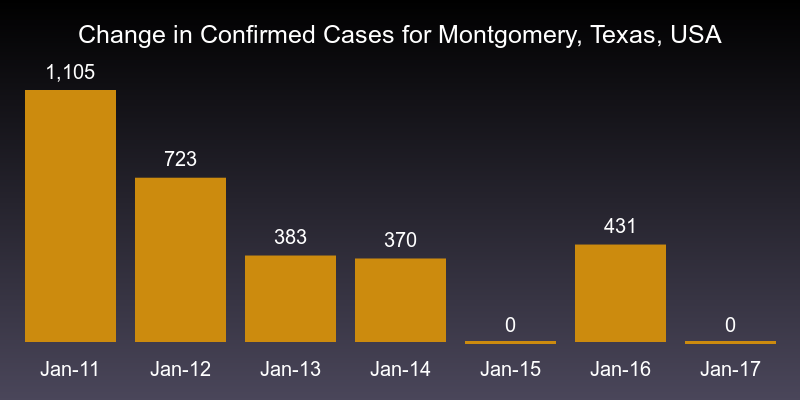 Change in Confirmed Cases for Montgomery, Texas, USA
1,105
723
383
370
0
431
0
Jan-11
Jan-12
Jan-13
Jan-14
Jan-15
Jan-16
Jan-17